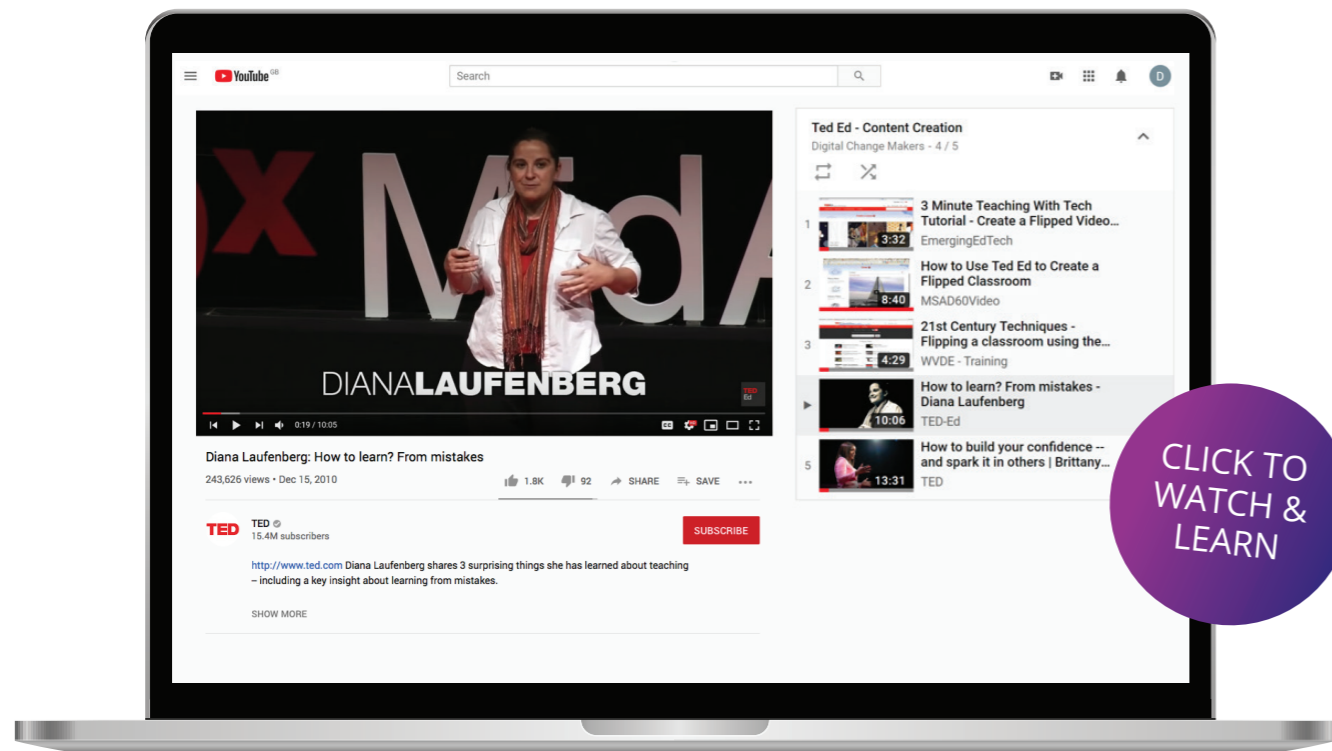 YouTube GB
Search
D
x MEdA
DIANALAUFENBERG
TED
Ed
0:19 / 10:05
CC
HD
Diana Laufenberg: How to learn? From mistakes
243,626 views • Dec 15, 2010
1.8K
92
SHARE
SAVE
TED
TED
15.4M subscribers
SUBSCRIBE
http://www.ted.com Diana Laufenberg shares 3 surprising things she has learned about teaching
– including a key insight about learning from mistakes.
SHOW MORE
Ted Ed - Content Creation
Digital Change Makers - 4 / 5
1
3:32
3 Minute Teaching With Tech
Tutorial - Create a Flipped Video...
EmergingEdTech
2
8:40
How to Use Ted Ed to Create a
Flipped Classroom
MSAD60Video
3
4:29
21st Century Techniques -
Flipping a classroom using the...
WVDE - Training
10:06
How to learn? From mistakes -
Diana Laufenberg
TED-Ed
5
13:31
How to build your confidence --
and spark it in others | Brittany...
TED
CLICK TO
WATCH &
LEARN